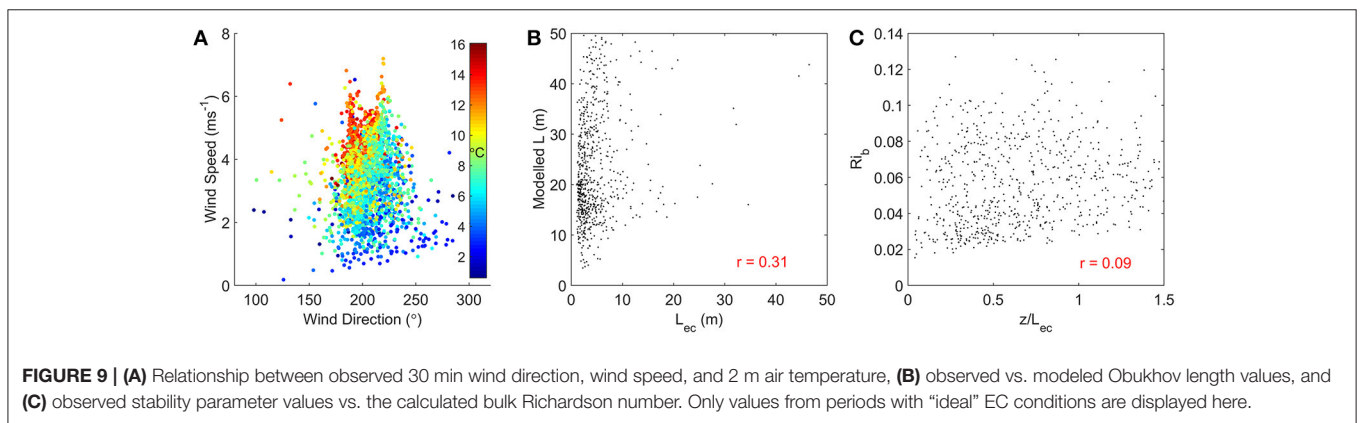 A
8
6
4
2
0
Wind Speed (ms-1)
100 150 200 250 300
Wind Direction (°)
16
14
12
10
°C
8
6
4
2
B
50
40
30
20
10
0
Modelled L (m)
0 10 20 30 40 50
Lec (m)
r = 0.31
C
0.14
0.12
0.1
0.08
0.06
0.04
0.02
0
Rib
0 0.5 1 1.5
z/Lec
r = 0.09
FIGURE 9 | (A) Relationship between observed 30 min wind direction, wind speed, and 2 m air temperature, (B) observed vs. modeled Obukhov length values, and
(C) observed stability parameter values vs. the calculated bulk Richardson number. Only values from periods with “ideal” EC conditions are displayed here.